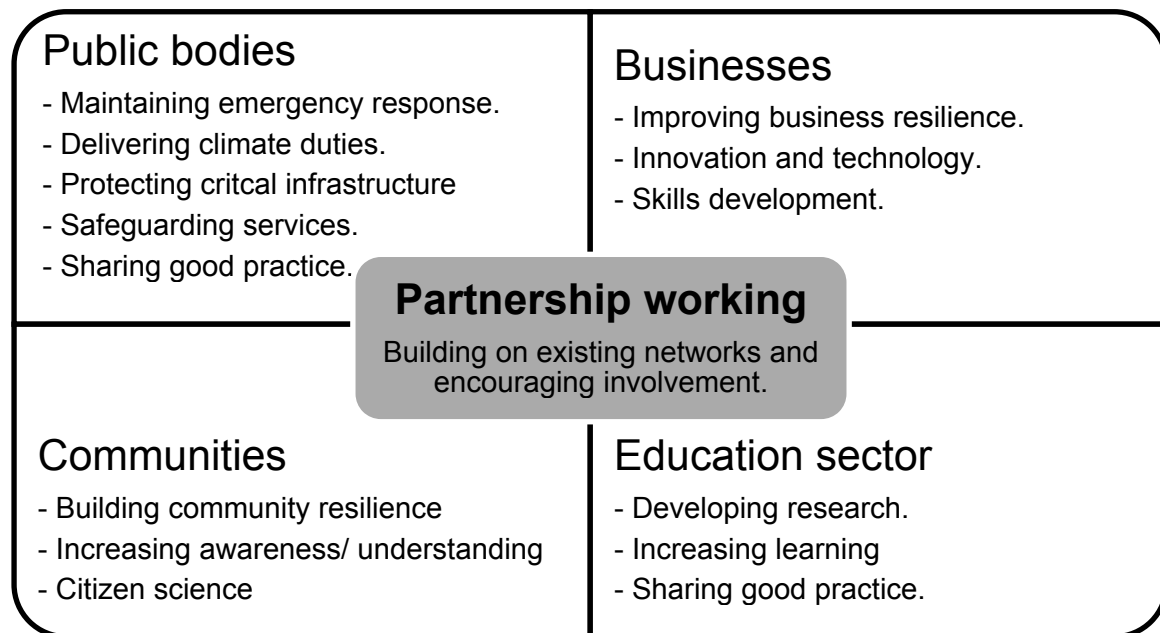 Public bodies
- Maintaining emergency response.
- Delivering climate duties.
- Protecting critcal infrastructure
- Safeguarding services.
- Sharing good practice.
Businesses
- Improving business resilience.
- Innovation and technology.
- Skills development.
Partnership working
Building on existing networks and
encouraging involvement.
Communities
- Building community resilience
- Increasing awareness/ understanding
- Citizen science
Education sector
- Developing research.
- Increasing learning
- Sharing good practice.